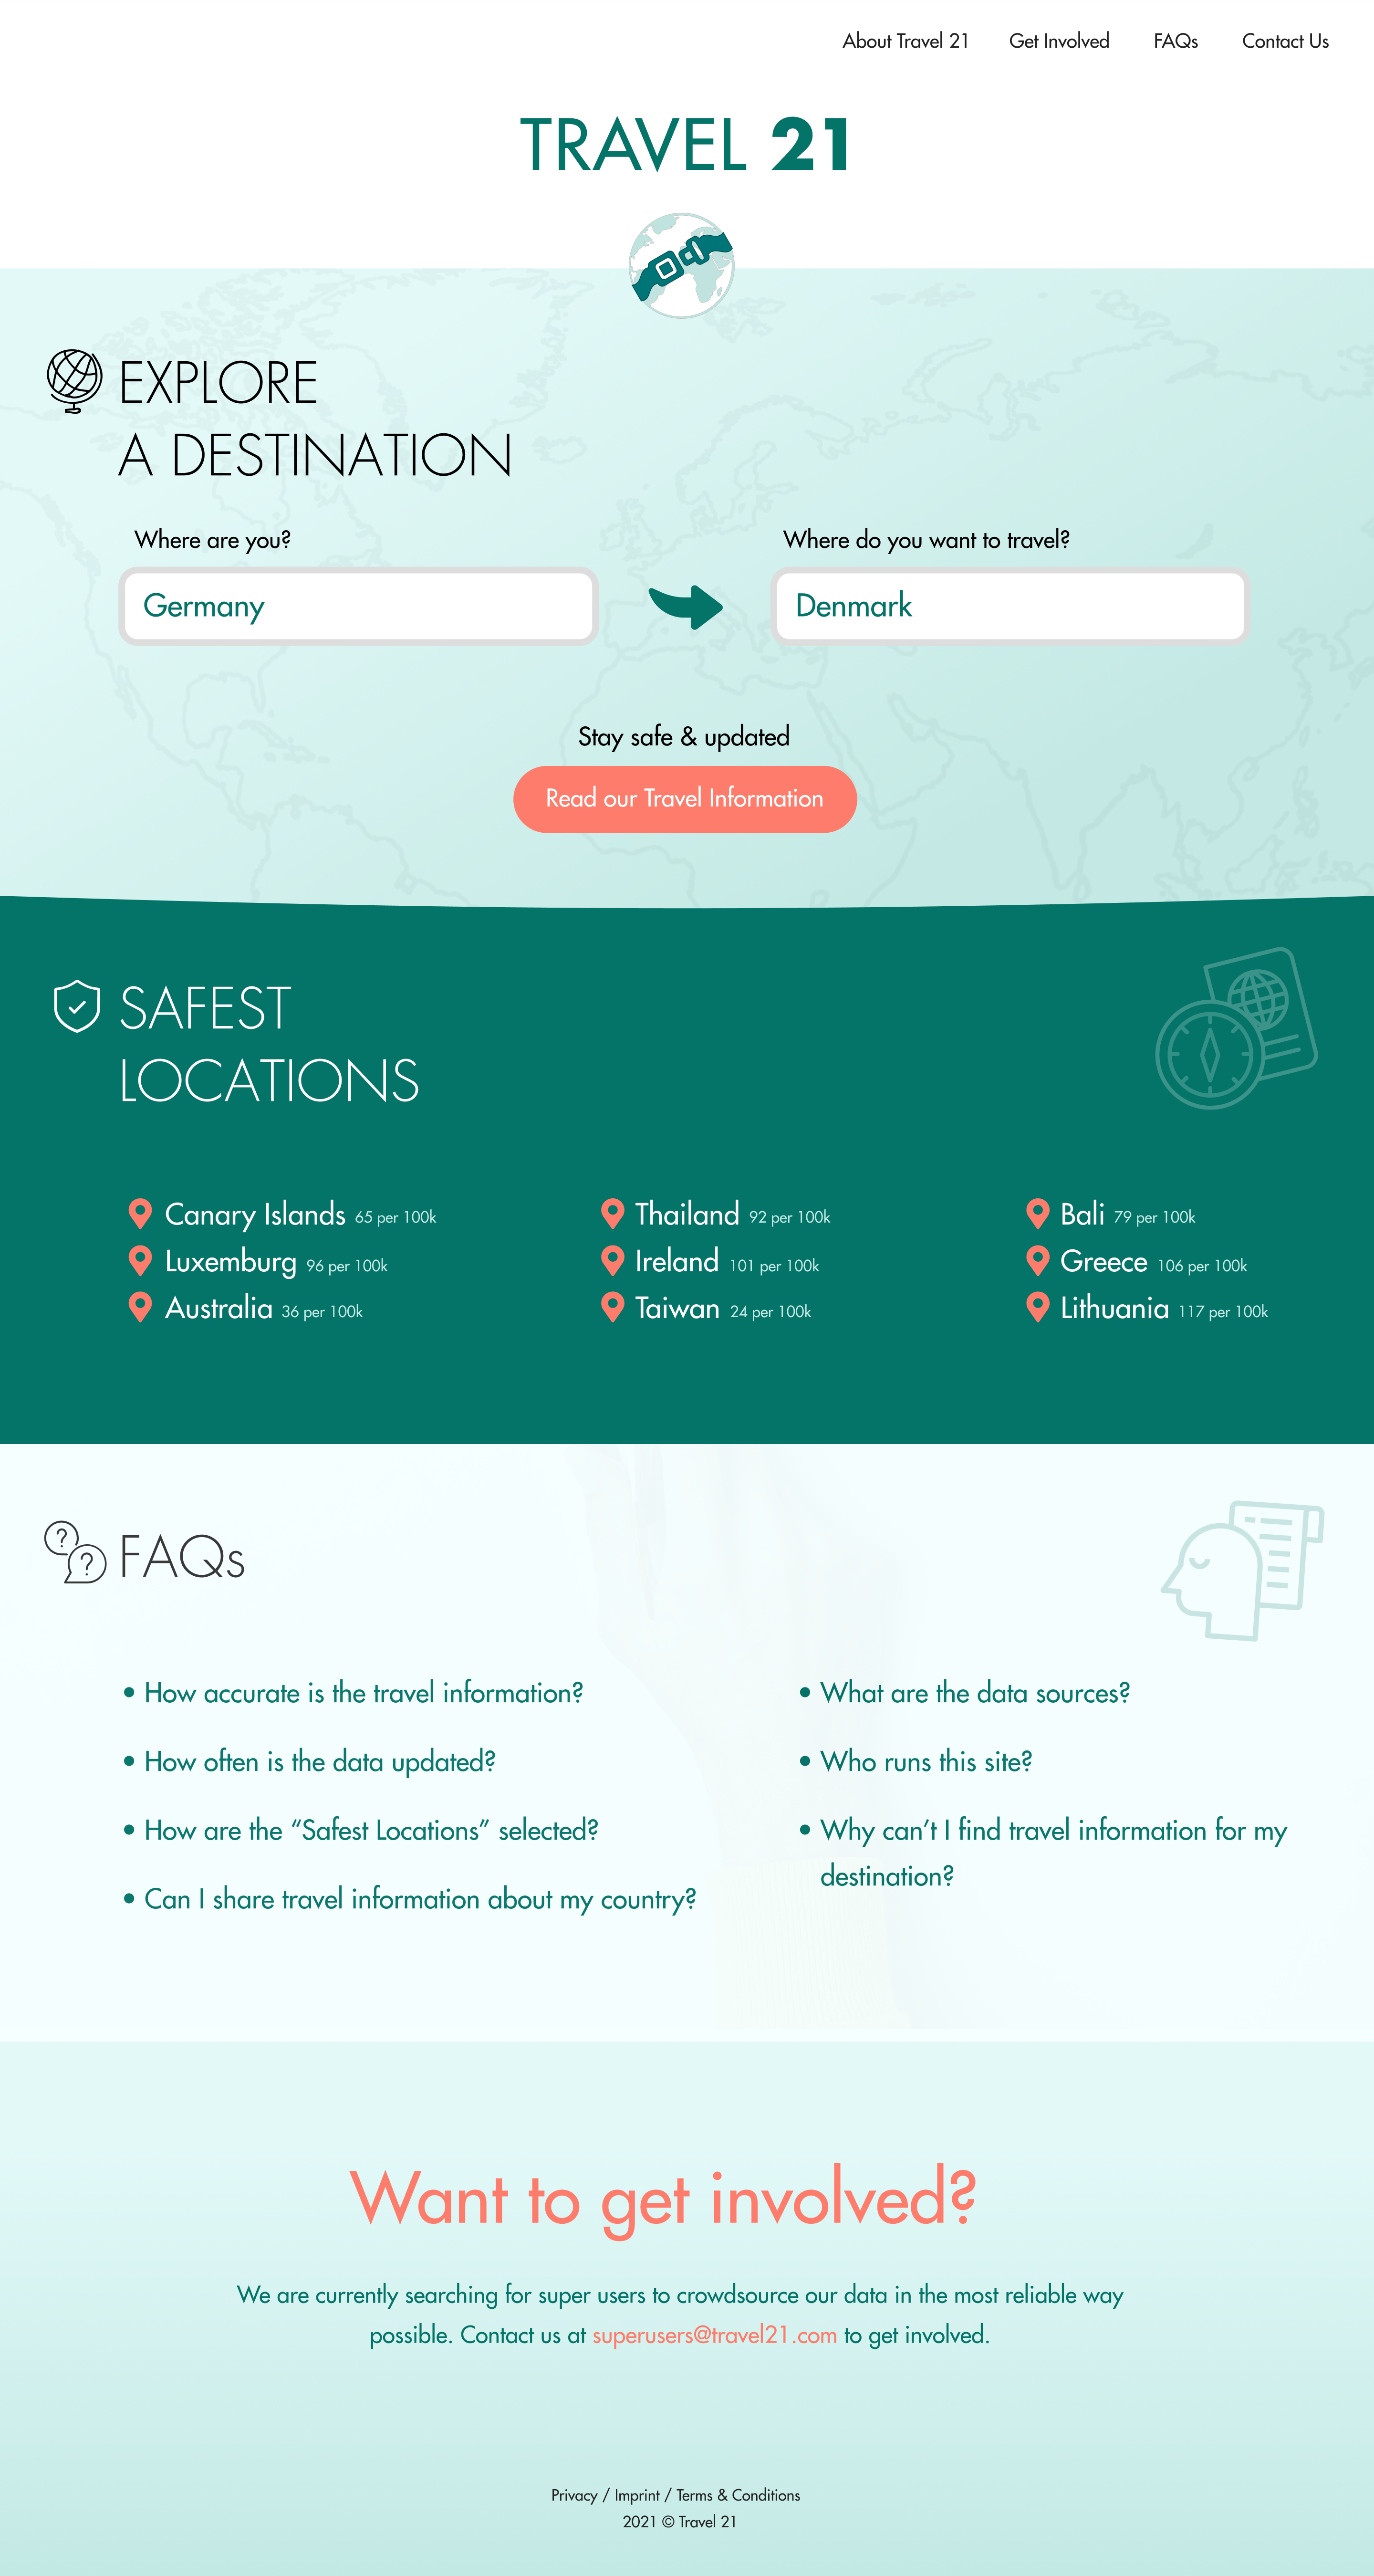 About Travel 21 Get Involved FAQs Contact Us
TRAVEL 21
EXPLORE
A DESTINATION
Where are you?
Germany
Where do you want to travel?
Denmark
Stay safe & updated
Read our Travel Information
SAFEST
LOCATIONS
Canary Islands 65 per 100k
Luxemburg 96 per 100k
Australia 36 per 100k
Thailand 92 per 100k
Ireland 101 per 100k
Taiwan 24 per 100k
Bali 79 per 100k
Greece 106 per 100k
Lithuania 117 per 100k
? ?
FAQs
• How accurate is the travel information?
• How often is the data updated?
• How are the “Safest Locations” selected?
• Can I share travel information about my country?
• What are the data sources?
• Who runs this site?
• Why can’t I find travel information for my
destination?
Want to get involved?
We are currently searching for super users to crowdsource our data in the most reliable way
possible. Contact us at superusers@travel21.com to get involved.
Privacy / Imprint / Terms & Conditions
2021 © Travel 21